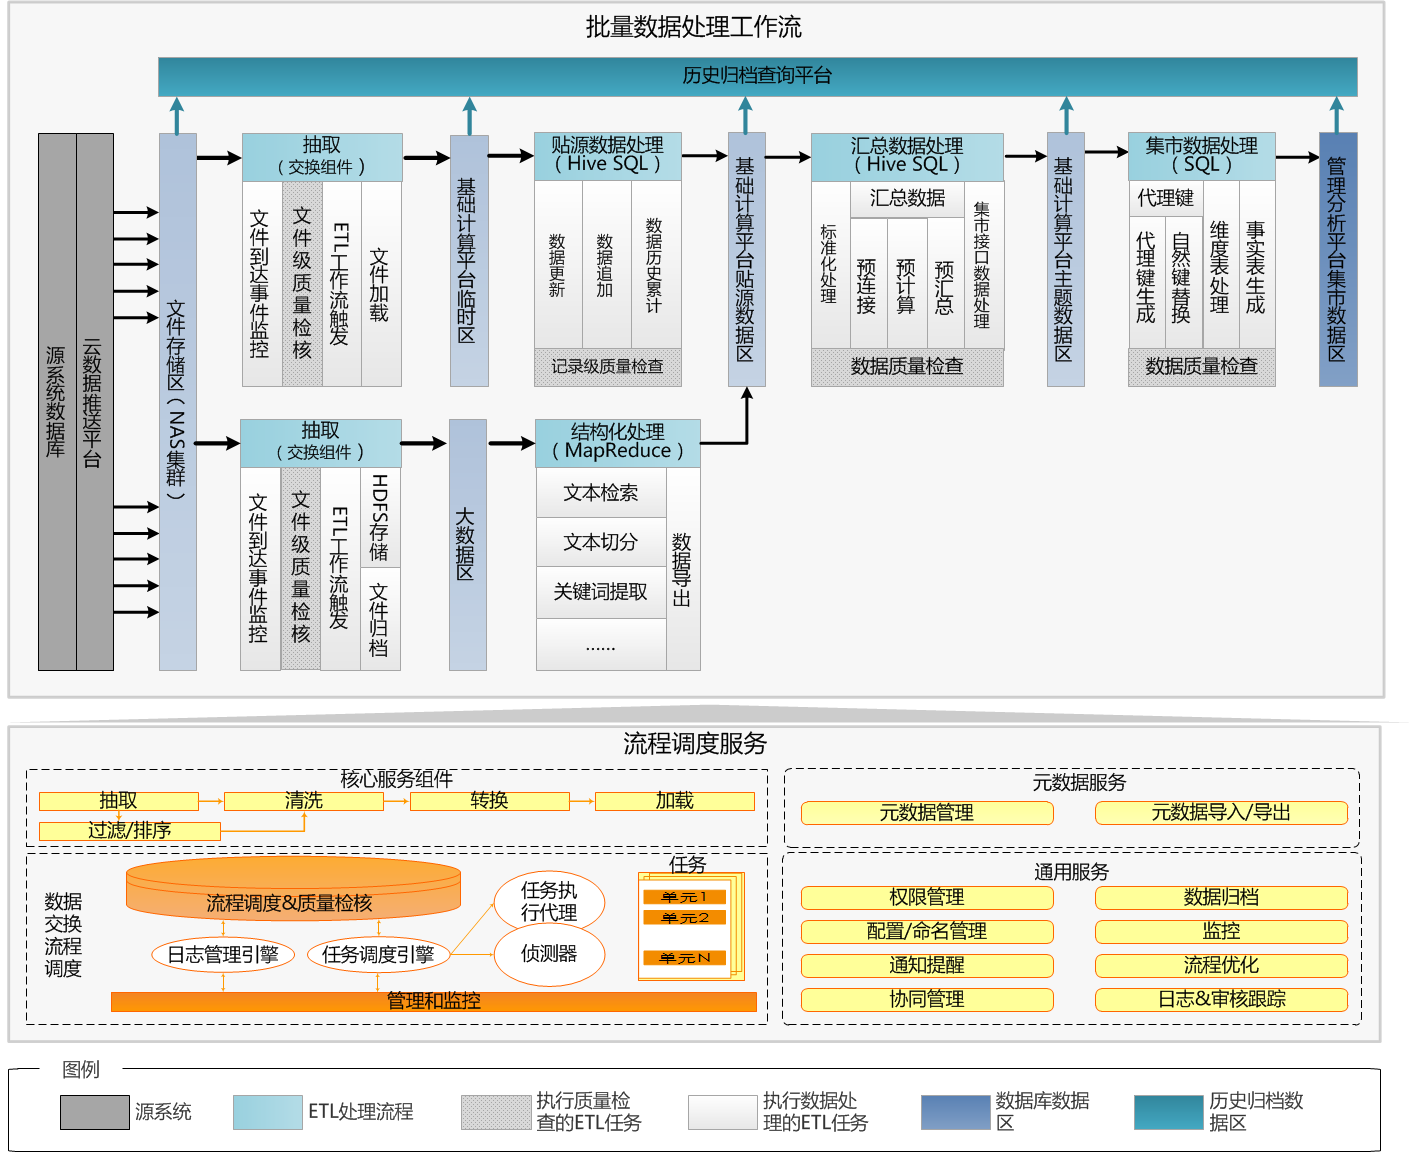 批量数据处理工作流
历史归档查询平台
源系统数据库
云数据推送平台
文件存储区（NAS集群）
抽取
（交换组件）
文件到达事件监控
文件级质量检核
ETL工作流触发
文件加载
基础计算平台临时区
贴源数据处理
（Hive SQL）
数据更新
数据追加
数据历史累计
记录级质量检查
基础计算平台贴源数据区
汇总数据处理
（Hive SQL）
标准化处理
汇总数据
预连接
预计算
预汇总
集市接口数据处理
数据质量检查
基础计算平台主题数据区
集市数据处理
（SQL）
代理键
代理键生成
自然键替换
维度表处理
事实表生成
数据质量检查
管理分析平台集市数据区
抽取
（交换组件）
文件到达事件监控
文件级质量检核
ETL工作流触发
HDFS存储
文件归档
大数据区
结构化处理
（MapReduce）
文本检索
文本切分
关键词提取
......
数据导出
流程调度服务
核心服务组件
抽取
清洗
转换
加载
过滤/排序
数据
交换
流程
调度
流程调度&质量检核
日志管理引擎
任务调度引擎
任务执
行代理
侦测器
任务
单元1
单元2
单元N
管理和监控
元数据服务
元数据管理
元数据导入/导出
通用服务
权限管理
数据归档
配置/命名管理
监控
通知提醒
流程优化
协同管理
日志&审核跟踪
图例
源系统
ETL处理流程
执行质量检
查的ETL任务
执行数据处
理的ETL任务
数据库数据
区
历史归档数
据区